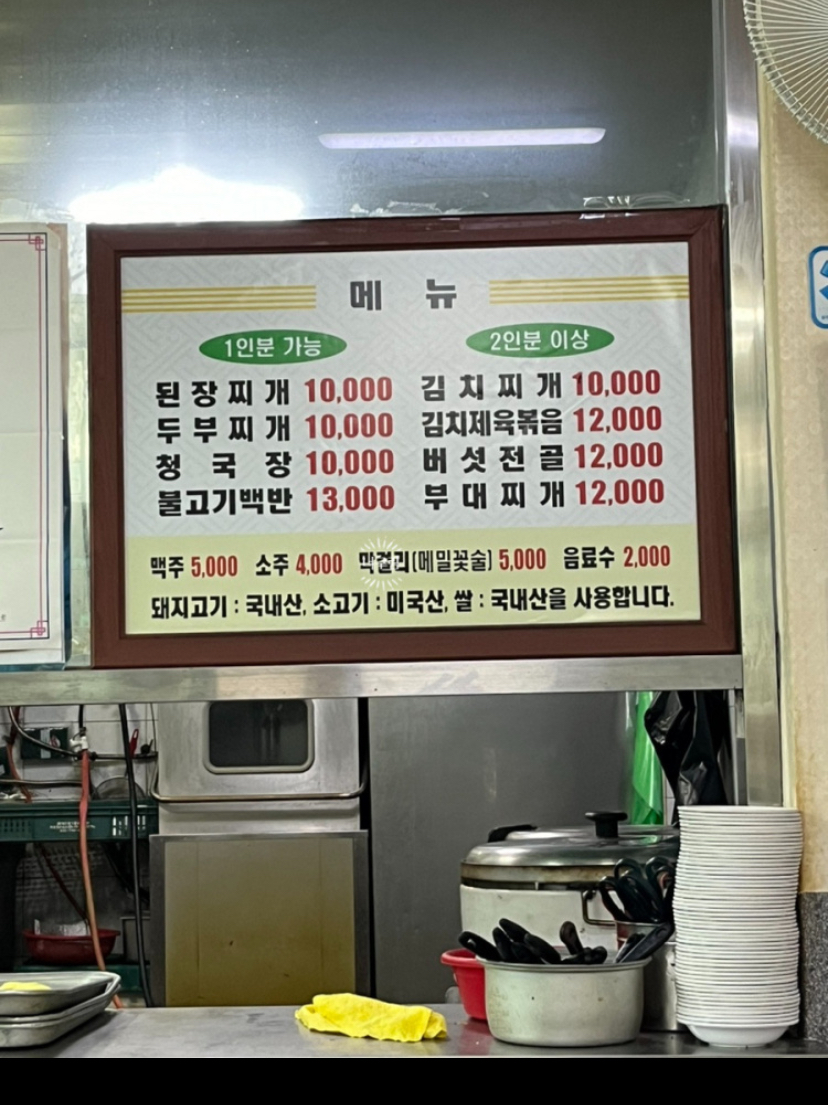 메 뉴
1인분 가능
된장찌개 10,000
두부찌개 10,000
청국장 10,000
불고기백반 13,000
2인분 이상
김치찌개 10,000
김치제육볶음 12,000
버섯전골 12,000
부대찌개 12,000
맥주 5,000 소주 4,000 막걸리(메밀꽃술) 5,000 음료수 2,000
돼지고기 : 국내산, 소고기 : 미국산, 쌀 : 국내산을 사용합니다.